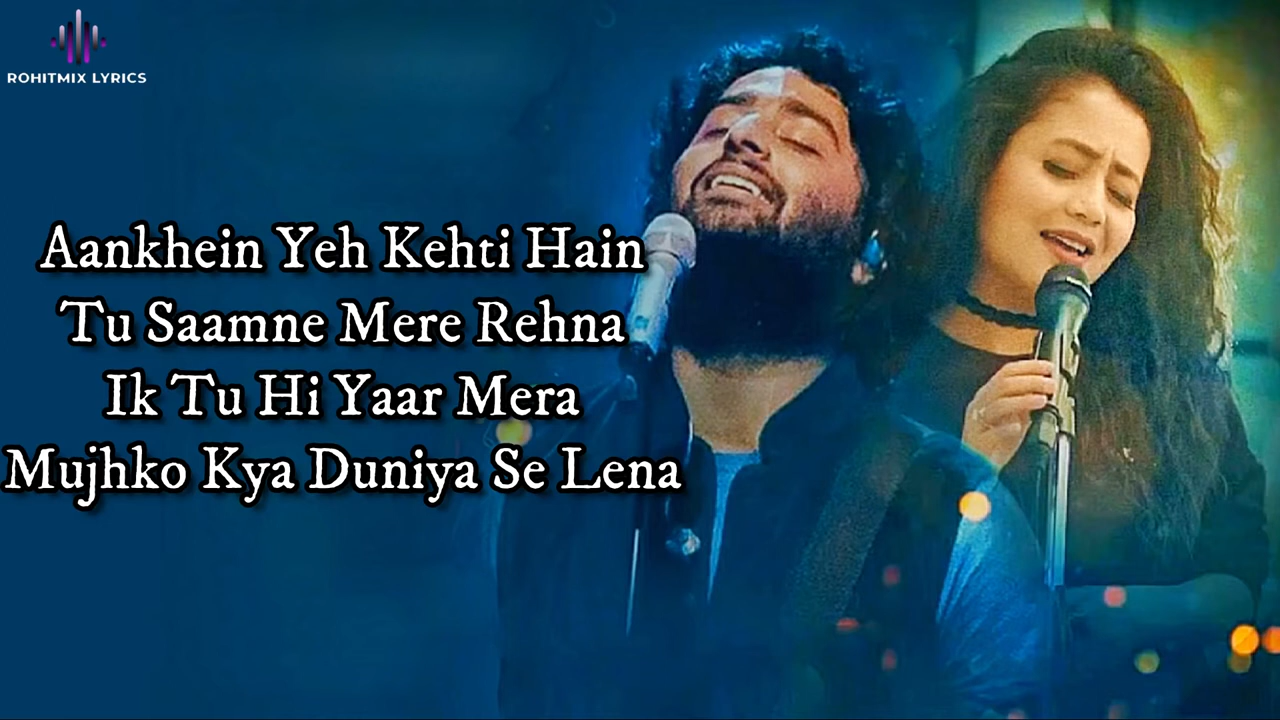 ROHITMIX LYRICS
Aankhein Yeh Kehti Hain
Tu Saamne Mere Rehna
Ik Tu Hi Yaar Mera
Mujhko Kya Duniya Se Lena